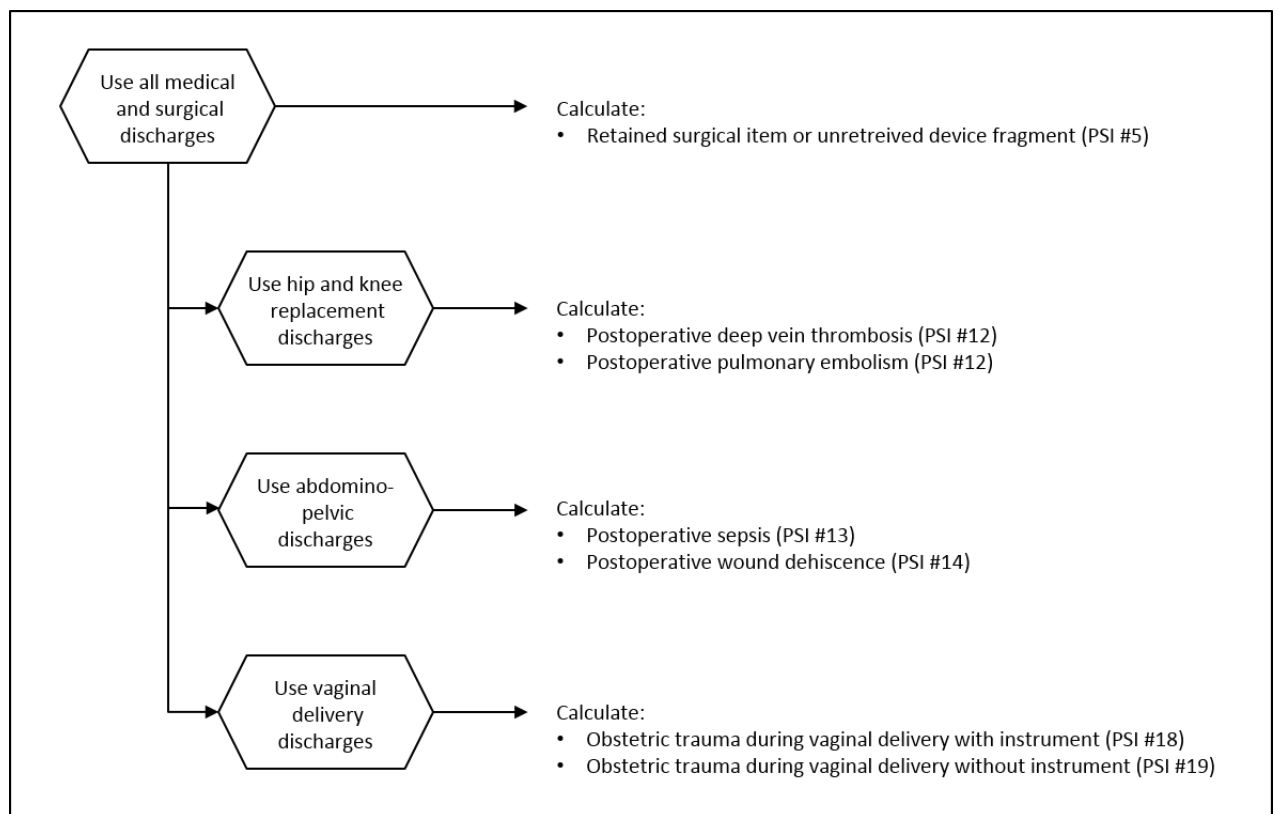 Use all medical
and surgical
discharges
Calculate:
• Retained surgical item or unretreived device fragment (PSI #5)
Use hip and knee
replacement
discharges
Calculate:
• Postoperative deep vein thrombosis (PSI #12)
• Postoperative pulmonary embolism (PSI #12)
Use abdomino-
pelvic
discharges
Calculate:
• Postoperative sepsis (PSI #13)
• Postoperative wound dehiscence (PSI #14)
Use vaginal
delivery
discharges
Calculate:
• Obstetric trauma during vaginal delivery with instrument (PSI #18)
• Obstetric trauma during vaginal delivery without instrument (PSI #19)